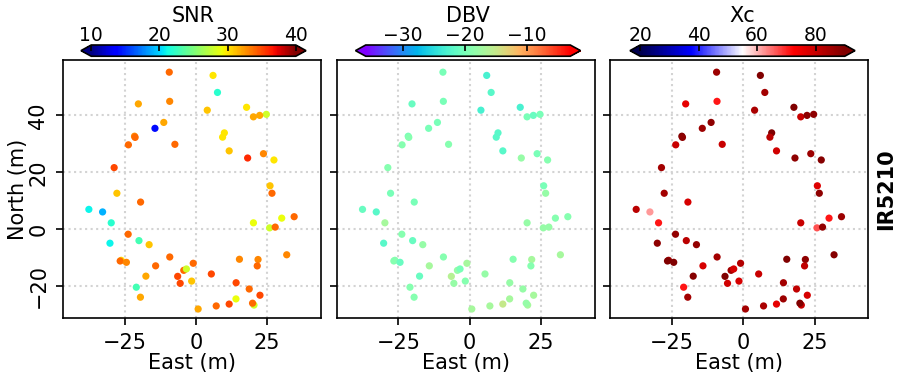 SNR
DBV
Xc
10 20 30 40
−30 −20 −10
20 40 60 80
North (m)
40
20
0
−20
IR5210
−25 0 25
−25 0 25
−25 0 25
East (m)
East (m)
East (m)